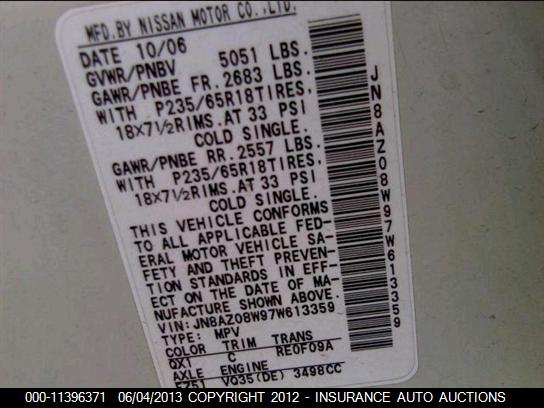 MFD.BY NISSAN MOTOR CO.,LTD.
DATE 10/06
GVWR/PNBV 5051 LBS.
GAWR/PNBE FR.2683 LBS.
WITH P235/65R18TIRES,
18X7½RIMS.AT 33 PSI
COLD SINGLE.
GAWR/PNBE RR.2557 LBS.
WITH P235/65R18TIRES,
18X7½RIMS.AT 33 PSI
COLD SINGLE.
THIS VEHICLE CONFORMS
TO ALL APPLICABLE FED-
ERAL MOTOR VEHICLE SA-
FETY AND THEFT PREVEN-
TION STANDARDS IN EFF-
ECT ON THE DATE OF MA-
NUFACTURE SHOWN ABOVE.
VIN:JN8AZ08W97W613359
TYPE: MPV
COLOR TRIM TRANS
QX1 C RE0F09A
AXLE ENGINE
FZ51 VQ35(DE) 3498CC
JN8AZ08W97W613359
000-11396371 06/04/2013 COPYRIGHT 2012 - INSURANCE AUTO AUCTIONS